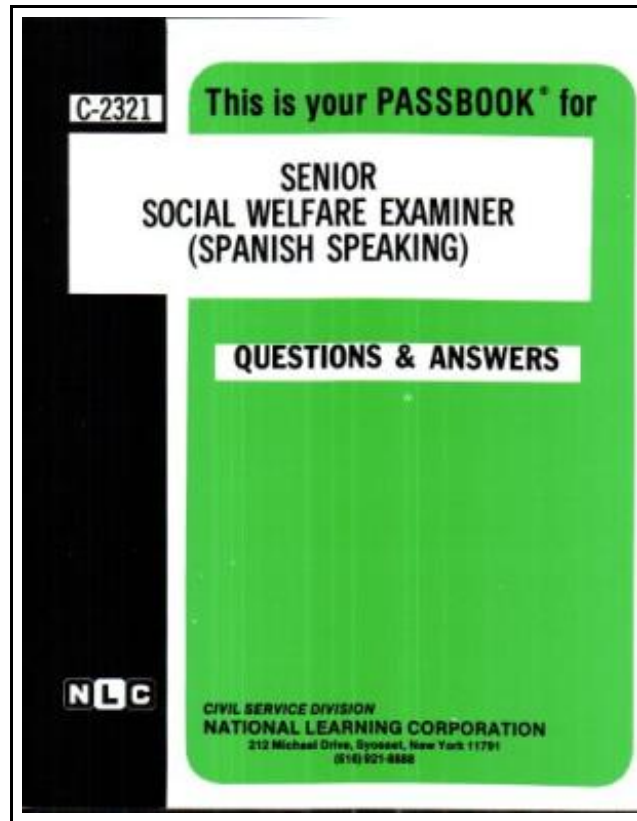 C-2321
This is your PASSBOOK® for
SENIOR
SOCIAL WELFARE EXAMINER
(SPANISH SPEAKING)
QUESTIONS & ANSWERS
NLC
CIVIL SERVICE DIVISION
NATIONAL LEARNING CORPORATION
212 Michael Drive, Syosset, New York 11791
(516) 921-8888